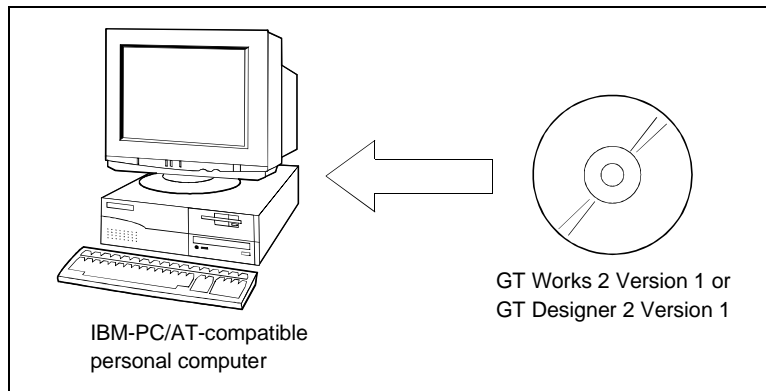 GT Works 2 Version 1 or
GT Designer 2 Version 1
IBM-PC/AT-compatible
personal computer